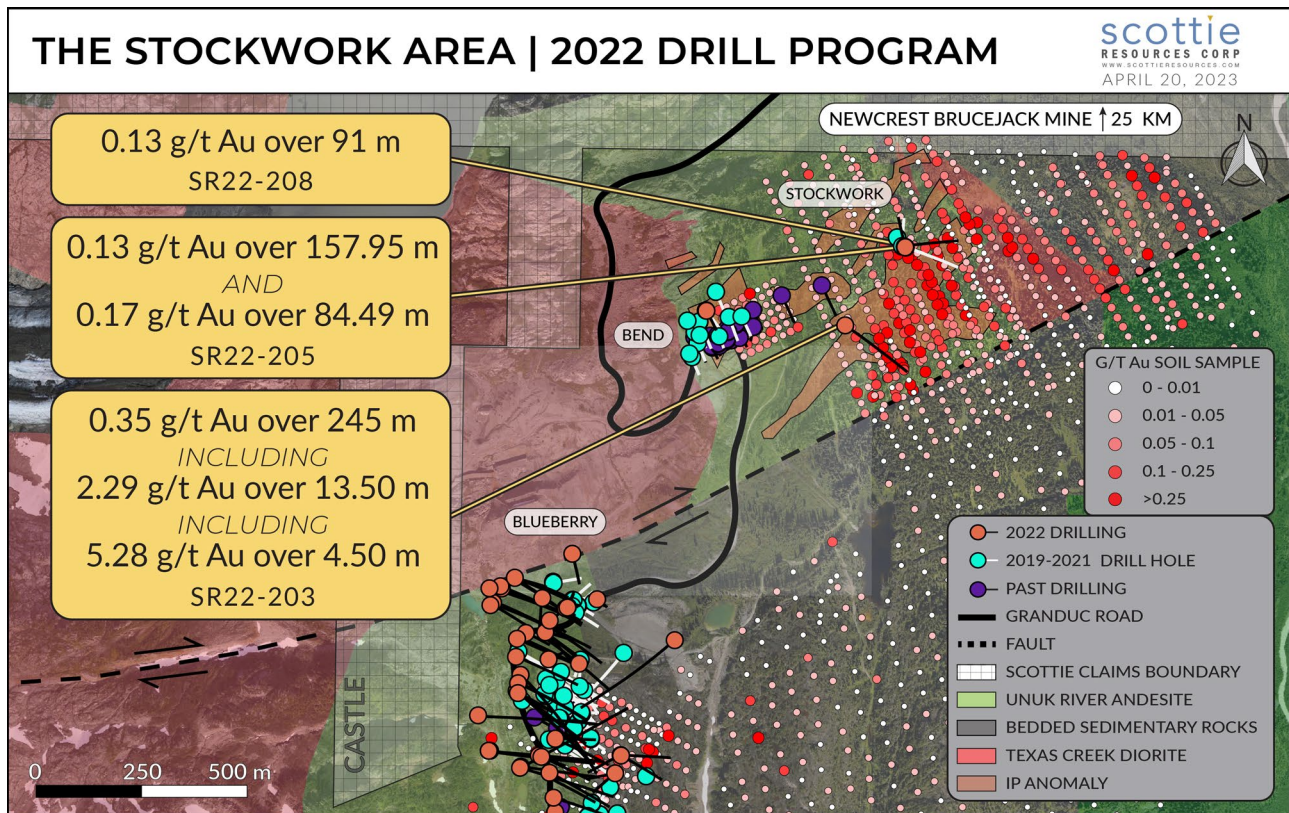 THE STOCKWORK AREA | 2022 DRILL PROGRAM
scottie
RESOURCES CORP
WWW.SCOTTIERESOURCES.COM
APRIL 20, 2023
0.13 g/t Au over 91 m
SR22-208
0.13 g/t Au over 157.95 m
AND
0.17 g/t Au over 84.49 m
SR22-205
0.35 g/t Au over 245 m
INCLUDING
2.29 g/t Au over 13.50 m
INCLUDING
5.28 g/t Au over 4.50 m
SR22-203
NEWCREST BRUCEJACK MINE ↑ 25 KM
N
STOCKWORK
BEND
BLUEBERRY
CASTLE
G/T Au SOIL SAMPLE
0 - 0.01
0.01 - 0.05
0.05 - 0.1
0.1 - 0.25
>0.25
2022 DRILLING
2019-2021 DRILL HOLE
PAST DRILLING
GRANDUC ROAD
FAULT
SCOTTIE CLAIMS BOUNDARY
UNUK RIVER ANDESITE
BEDDED SEDIMENTARY ROCKS
TEXAS CREEK DIORITE
IP ANOMALY
0 250 500 m